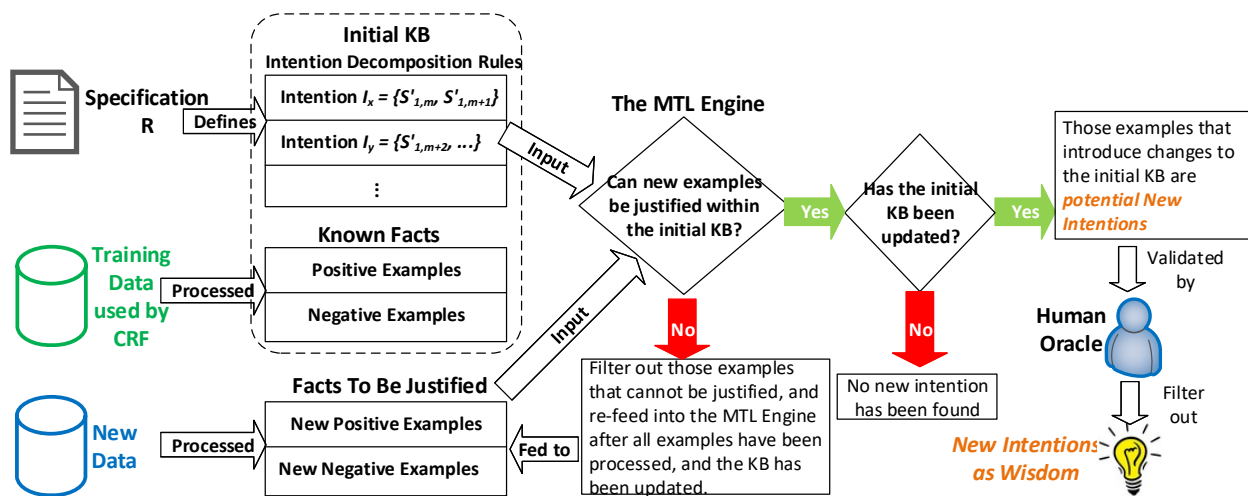 Initial KB
Intention Decomposition Rules
Specification
R
Defines
Intention Iₓ = {S'₁,ₘ, S'₁,ₘ₊₁}
Intention Iᵧ = {S'₁,ₘ₊₂, ...}
⋮
Input
Known Facts
Training
Data
used by
CRF
Processed
Positive Examples
Negative Examples
Facts To Be Justified
New
Data
Processed
New Positive Examples
New Negative Examples
Input
Fed to
The MTL Engine
Can new examples
be justified within
the initial KB?
Yes
No
Filter out those examples
that cannot be justified, and
re-feed into the MTL Engine
after all examples have been
processed, and the KB has
been updated.
Has the initial
KB been
updated?
Yes
No
No new intention
has been found
Those examples that
introduce changes to
the initial KB are
potential New
Intentions
Validated
by
Human
Oracle
Filter
out
New Intentions
as Wisdom